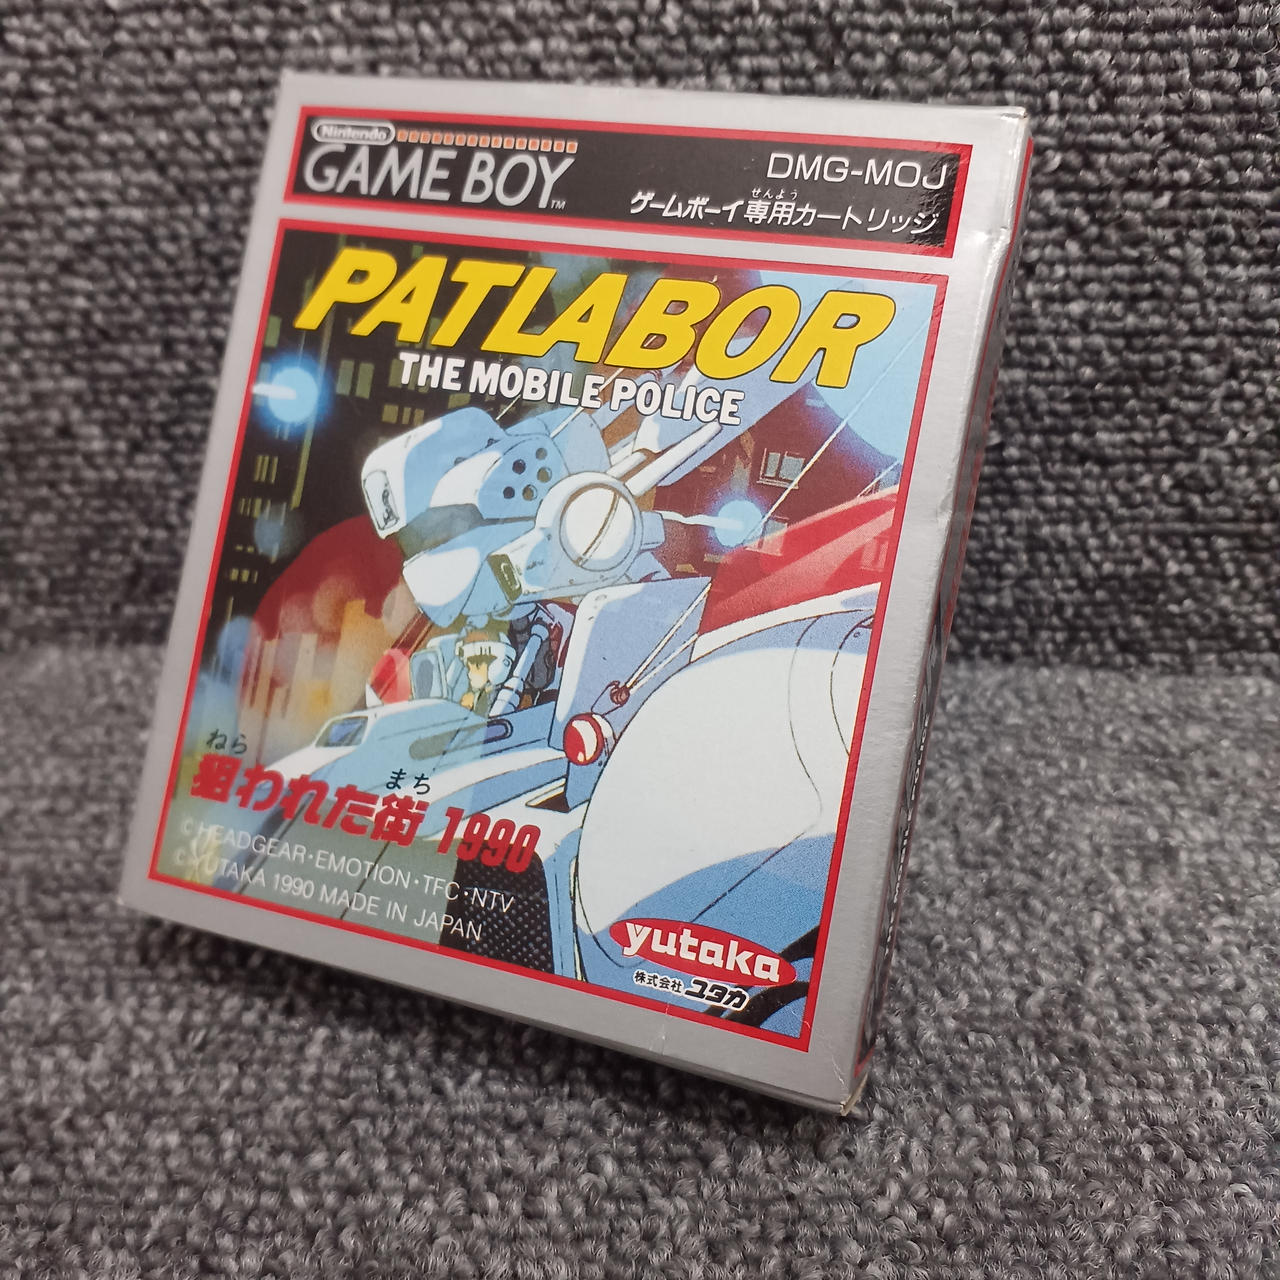 Nintendo
GAME BOY™
DMG-MOJ
せんよう
ゲームボーイ専用カートリッジ
PATLABOR
THE MOBILE POLICE
ねら
まち
狙われた街 1990
© HEADGEAR・EMOTION・TFC・NTV
© YUTAKA 1990 MADE IN JAPAN
yutaka
株式会社 ユタカ